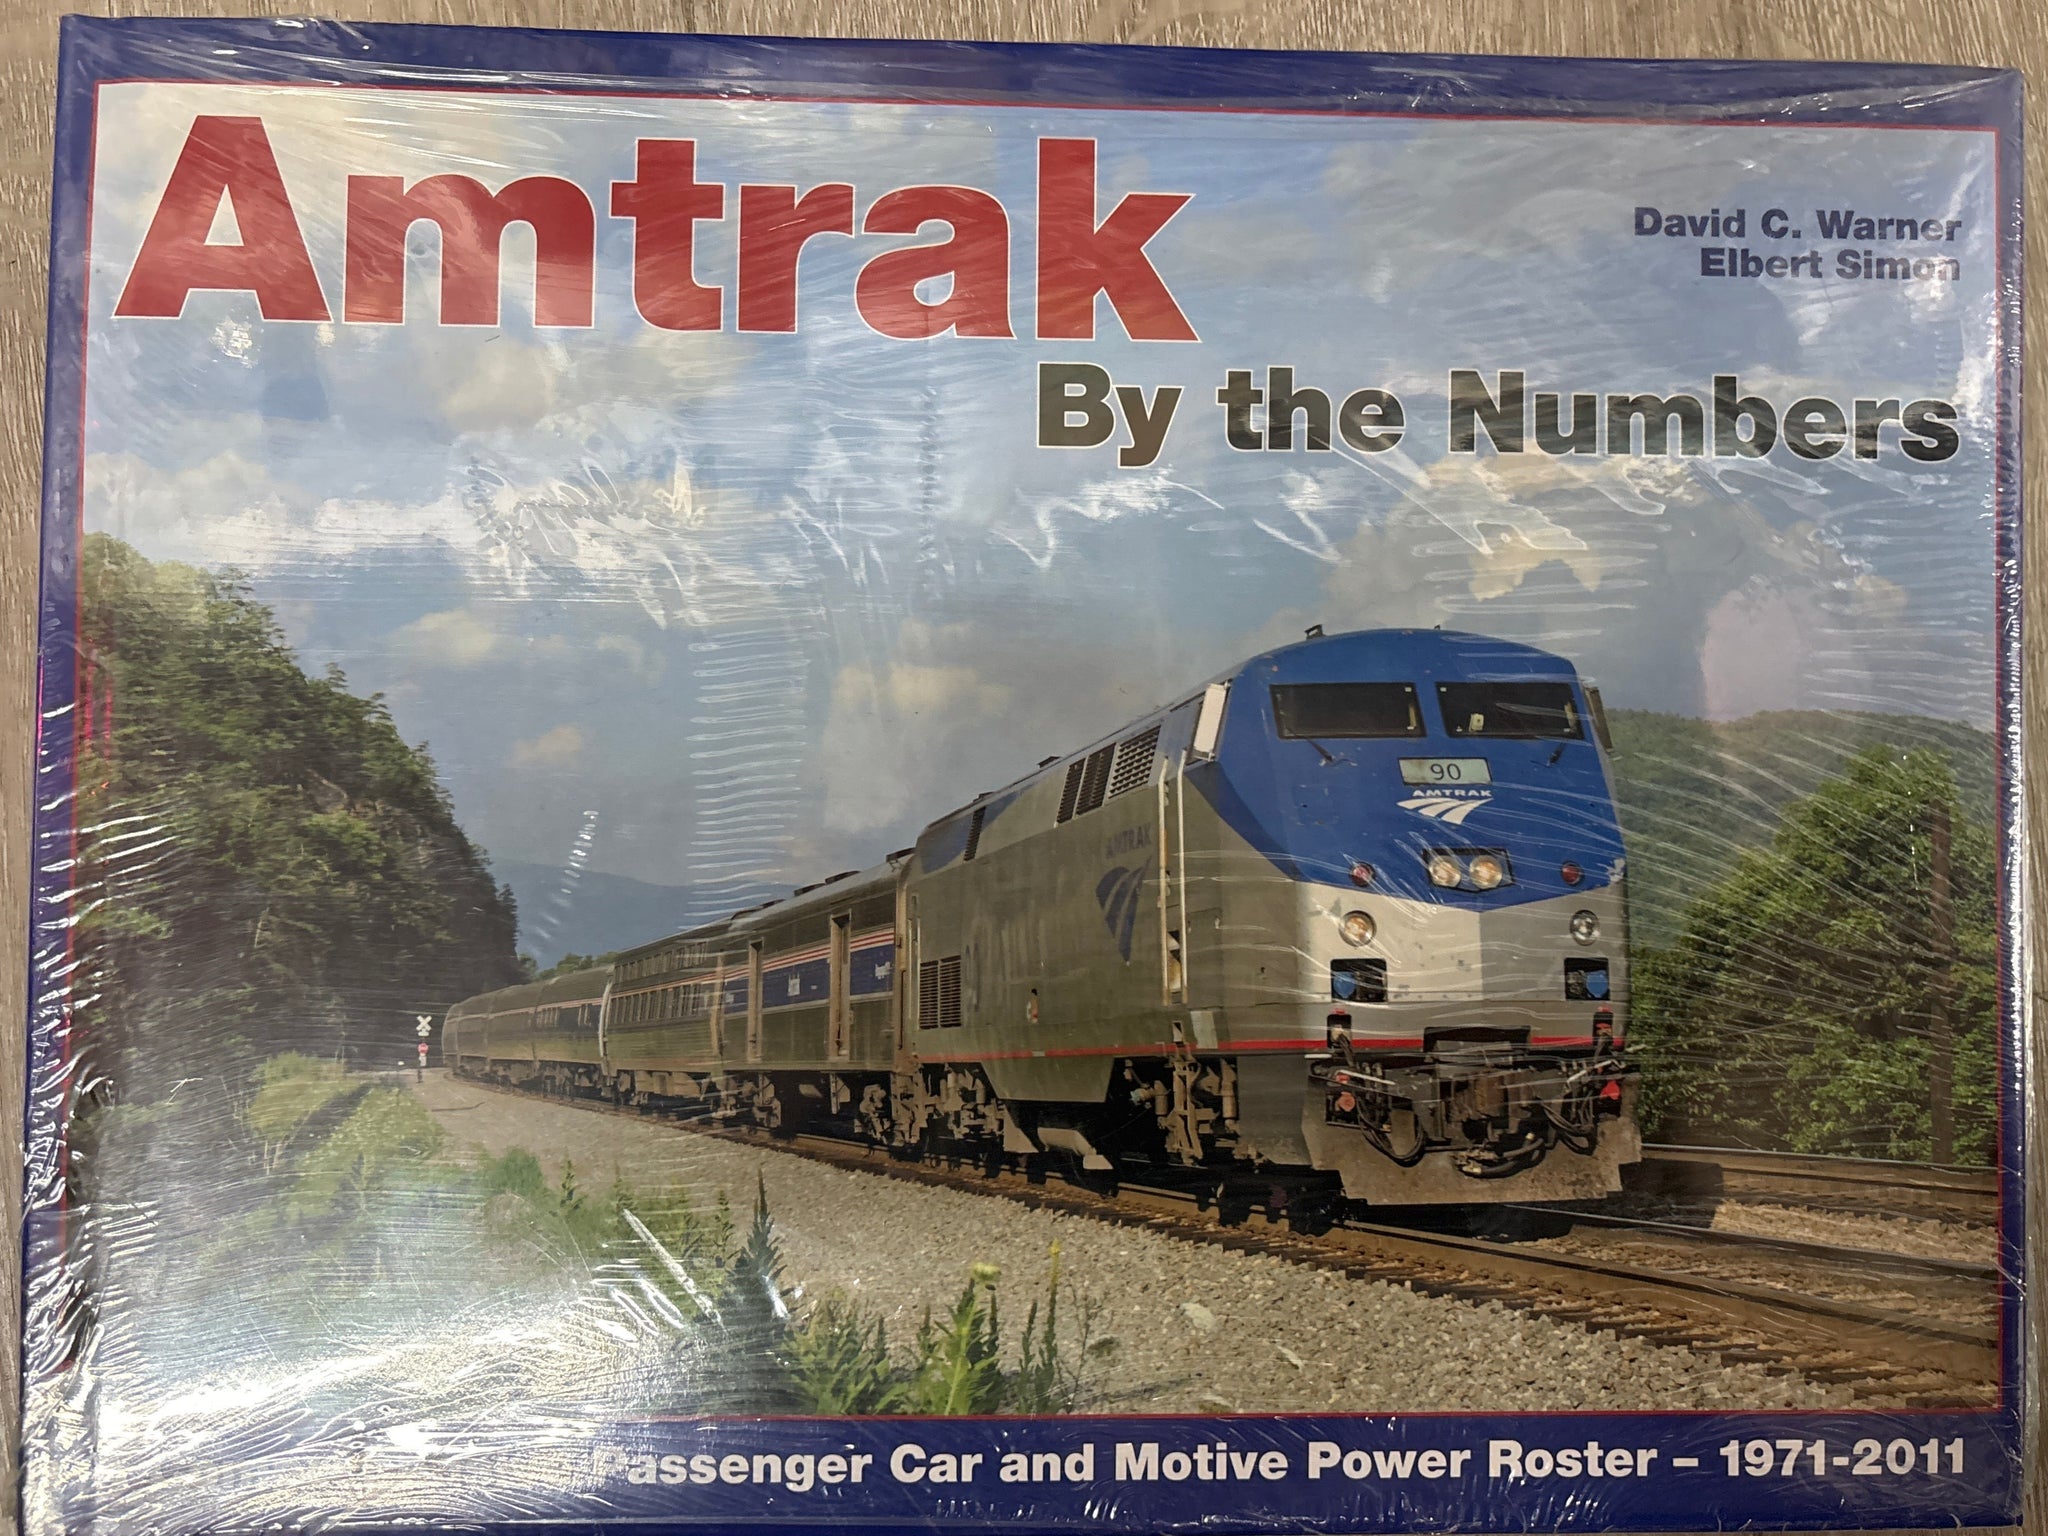 Amtrak
David C. Warner
Elbert Simon
By the Numbers
90
AMTRAK
AMTRAK
Passenger Car and Motive Power Roster – 1971-2011